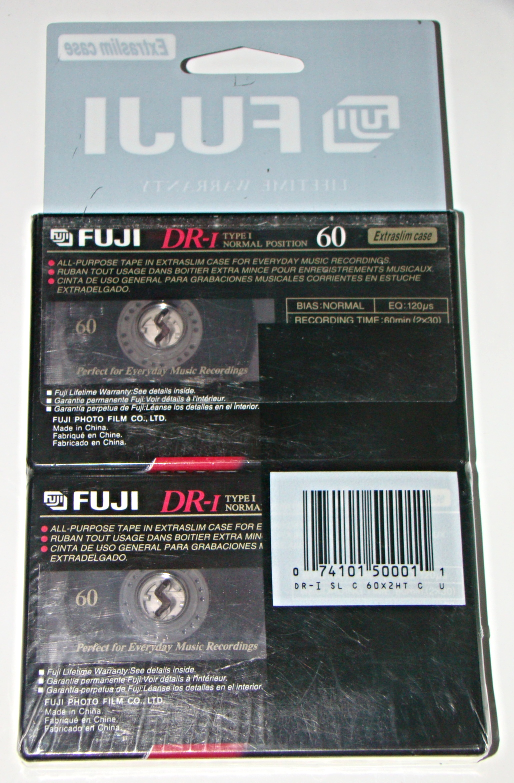 Extraslim case
FUJI
FUJI
LIFETIME WARRANTY
FUJI DR-I TYPE I NORMAL POSITION 60 Extraslim case
ALL-PURPOSE TAPE IN EXTRASLIM CASE FOR EVERYDAY MUSIC RECORDINGS.
RUBAN TOUT USAGE DANS BOITIER EXTRA MINCE POUR ENREGISTREMENTS MUSICAUX.
CINTA DE USO GENERAL PARA GRABACIONES MUSICALES CORRIENTES EN ESTUCHE
EXTRADELGADO.
BIAS:NORMAL EQ:120µs
RECORDING TIME:60min (2×30)
60
Perfect for Everyday Music Recordings
Fuji Lifetime Warranty:See details inside.
Garantie permanente Fuji:Voir détails à l'intérieur.
Garantía perpetua de Fuji:Léanse los detalles en el interior.
FUJI PHOTO FILM CO., LTD.
Made in China.
Fabriqué en Chine.
Fabricado en China.
FUJI DR-I TYPE I NORMA
ALL-PURPOSE TAPE IN EXTRASLIM CASE FOR E
RUBAN TOUT USAGE DANS BOITIER EXTRA MIN
CINTA DE USO GENERAL PARA GRABACIONES M
EXTRADELGADO.
0 74101 50001 1
DR-I SL C 60X2HT C U
60
Perfect for Everyday Music Recordings
Fuji Lifetime Warranty:See details inside.
Garantie permanente Fuji:Voir détails à l'intérieur.
Garantía perpetua de Fuji:Léanse los detalles en el interior.
FUJI PHOTO FILM CO., LTD.
Made in China.
Fabriqué en Chine.
Fabricado en China.